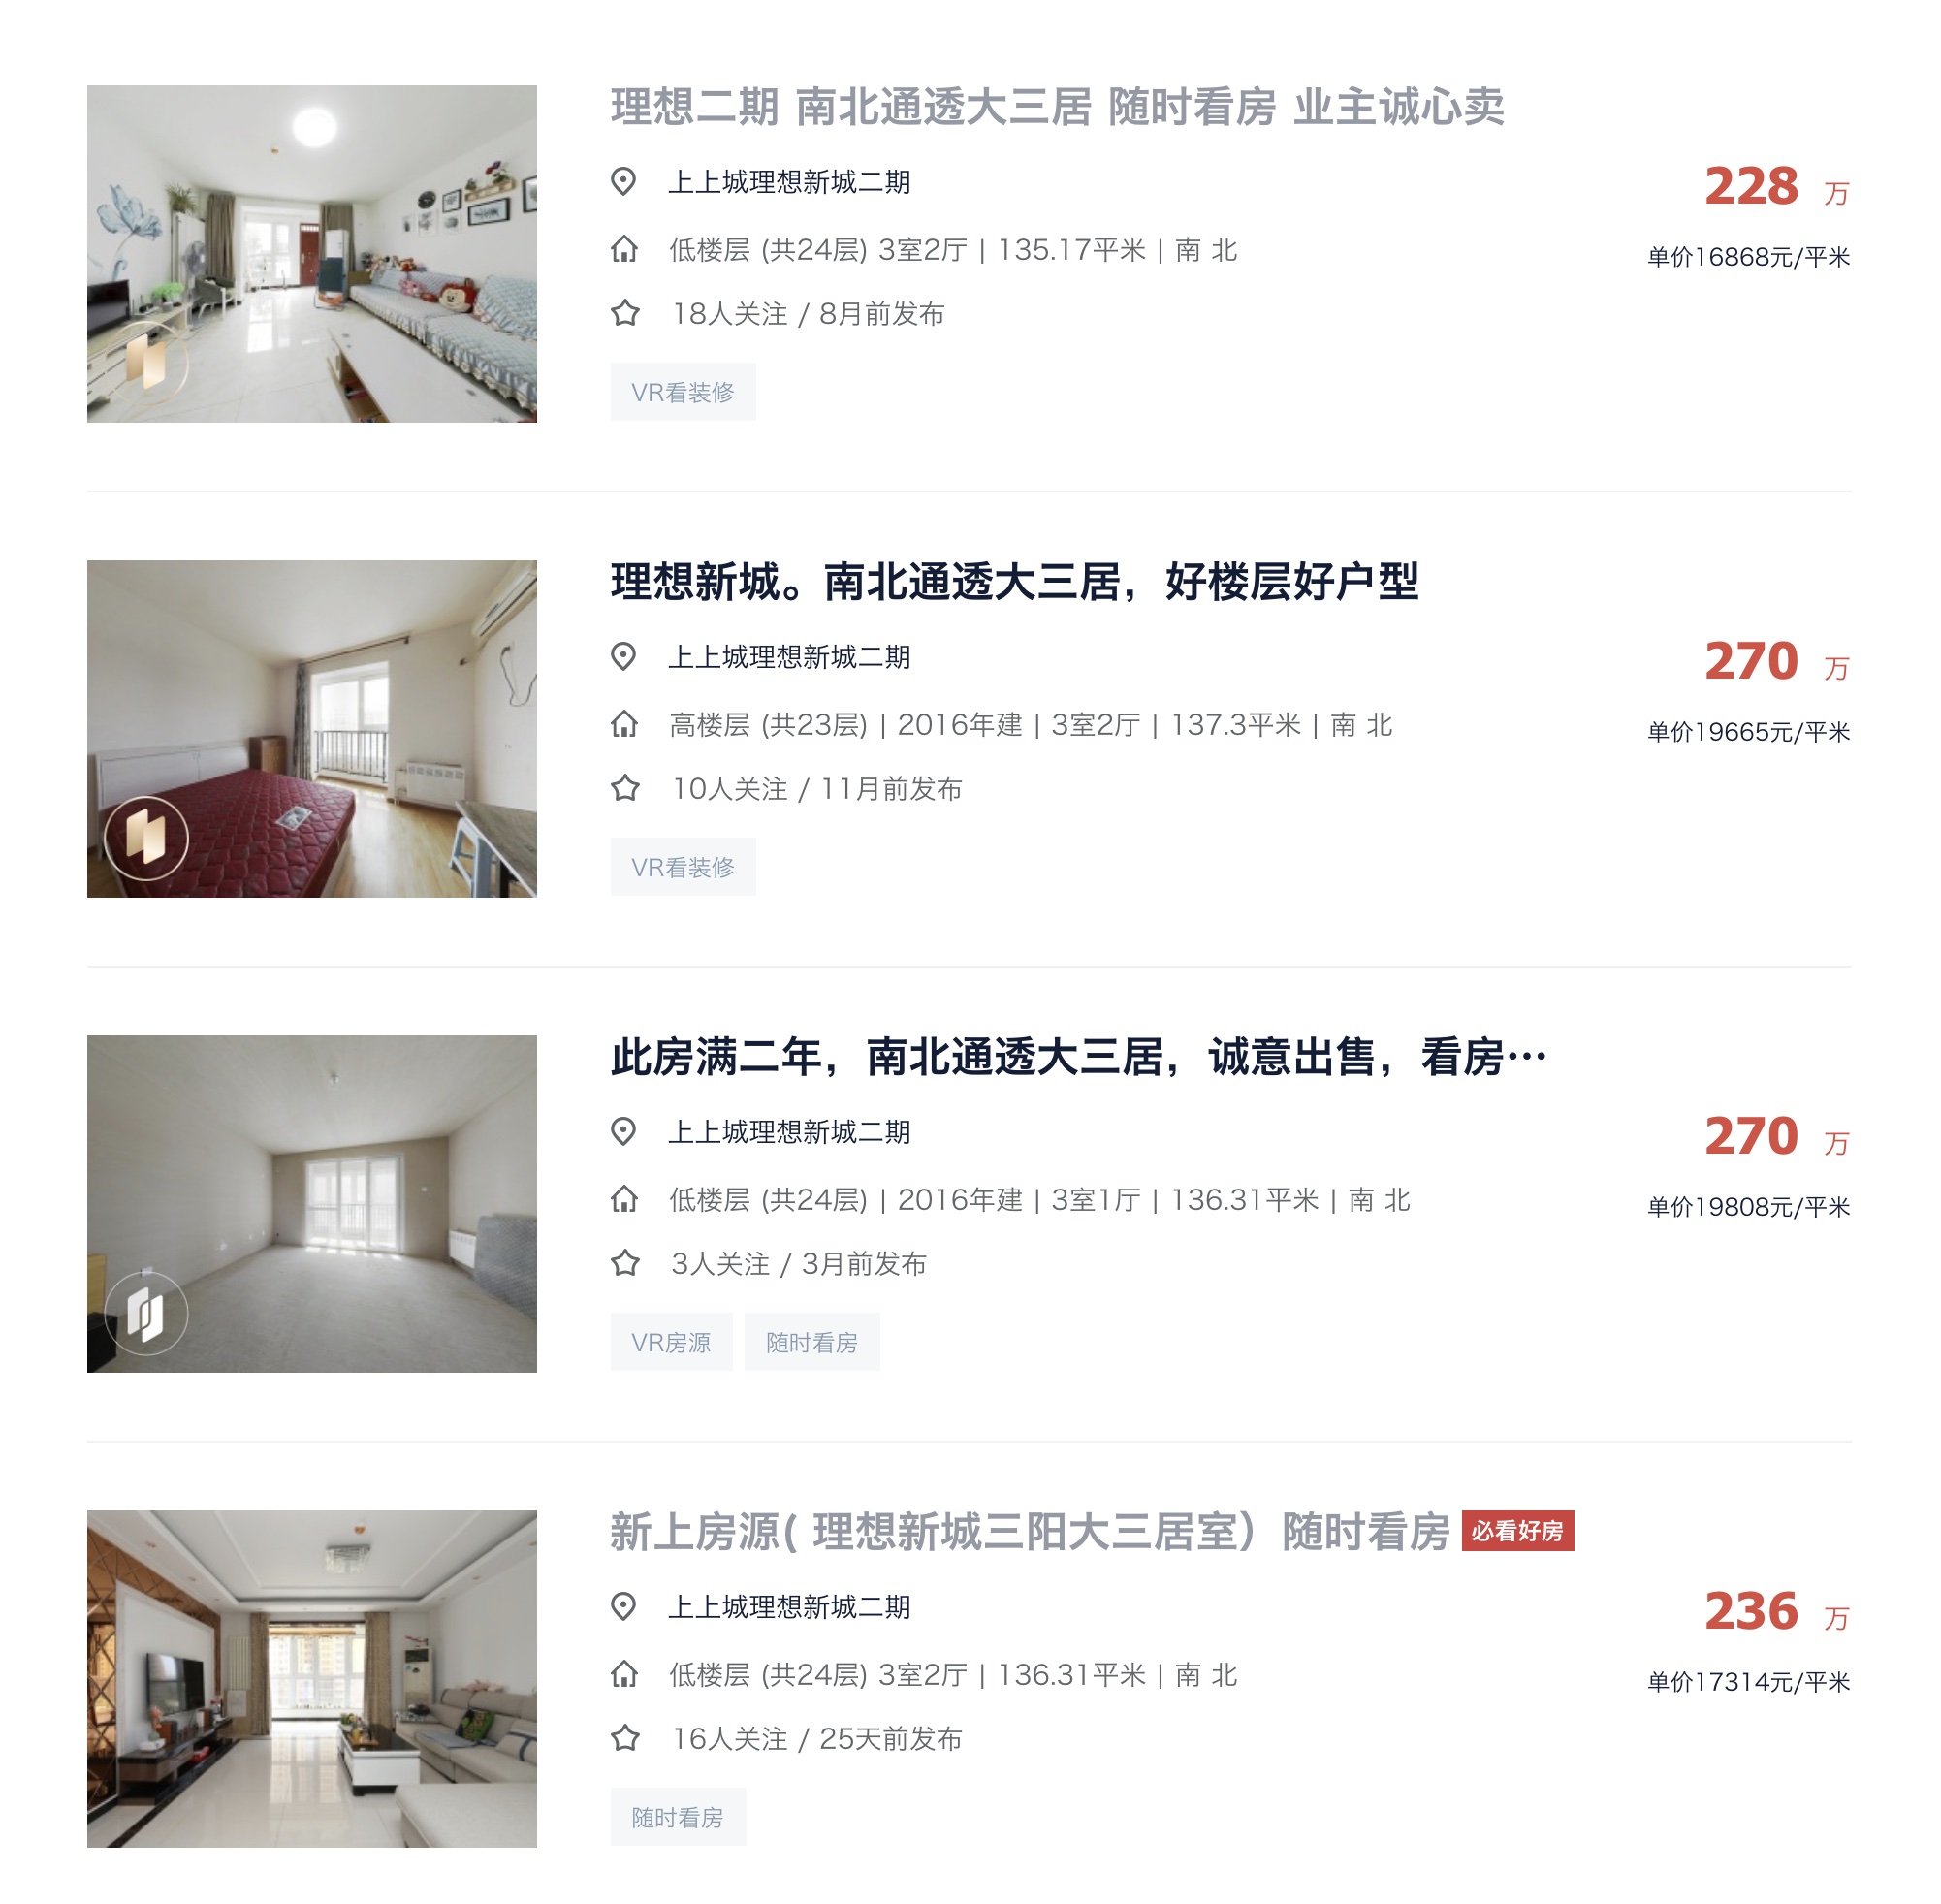 理想二期 南北通透大三居 随时看房 业主诚心卖
上上城理想新城二期
228 万
低楼层 (共24层) 3室2厅 | 135.17平米 | 南 北
单价16868元/平米
18人关注 / 8月前发布
VR看装修
理想新城。南北通透大三居，好楼层好户型
上上城理想新城二期
270 万
高楼层 (共23层) | 2016年建 | 3室2厅 | 137.3平米 | 南 北
单价19665元/平米
10人关注 / 11月前发布
VR看装修
此房满二年，南北通透大三居，诚意出售，看房···
上上城理想新城二期
270 万
低楼层 (共24层) | 2016年建 | 3室1厅 | 136.31平米 | 南 北
单价19808元/平米
3人关注 / 3月前发布
VR房源 随时看房
新上房源( 理想新城三阳大三居室）随时看房 必看好房
上上城理想新城二期
236 万
低楼层 (共24层) 3室2厅 | 136.31平米 | 南 北
单价17314元/平米
16人关注 / 25天前发布
随时看房